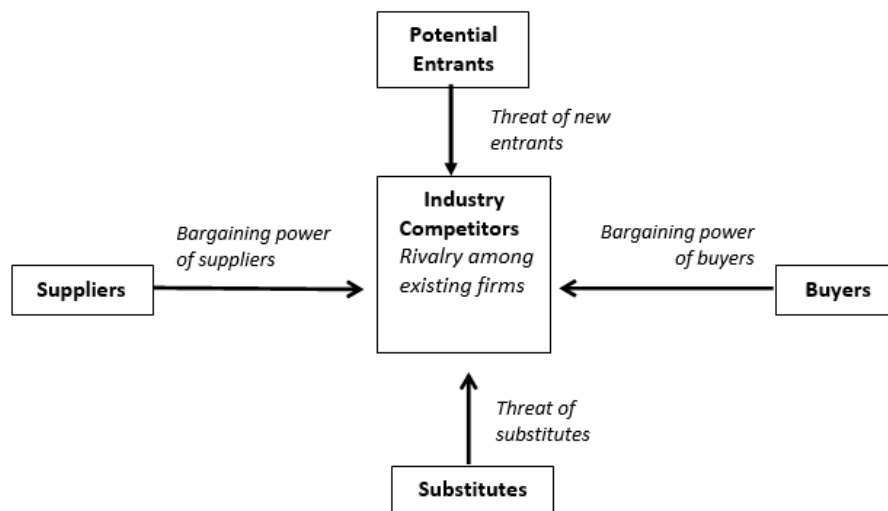 Potential
Entrants
Threat of new
entrants
Industry
Competitors
Rivalry among
existing firms
Bargaining power
of suppliers
Suppliers
Bargaining power
of buyers
Buyers
Threat of
substitutes
Substitutes